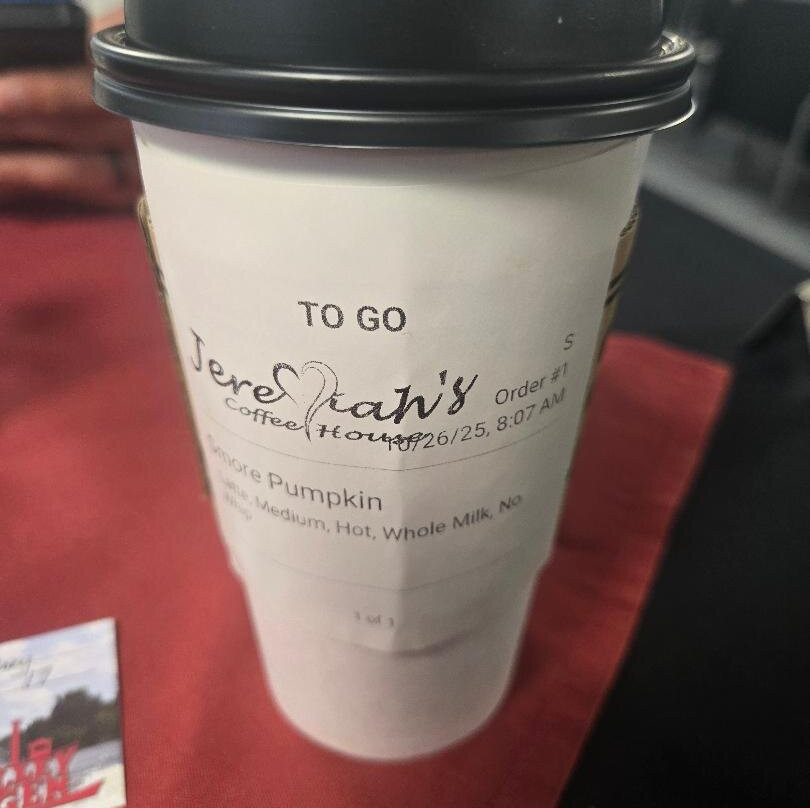 TO GO
S
Jeremiah's
Order #1
Coffee House
10/26/25, 8:07 AM
Smore Pumpkin
Latte, Medium, Hot, Whole Milk, No
Whip
1 of 1